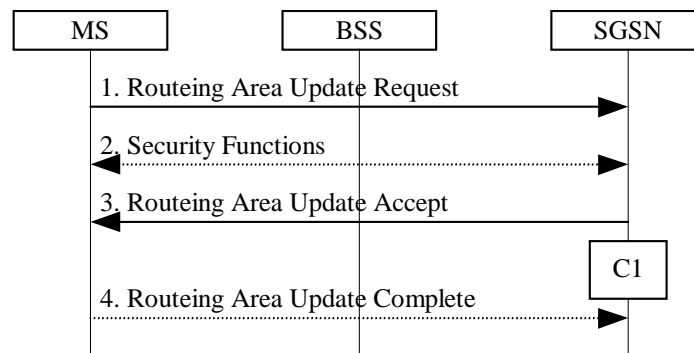 MS
BSS
SGSN
1. Routeing Area Update Request
2. Security Functions
3. Routeing Area Update Accept
C1
4. Routeing Area Update Complete